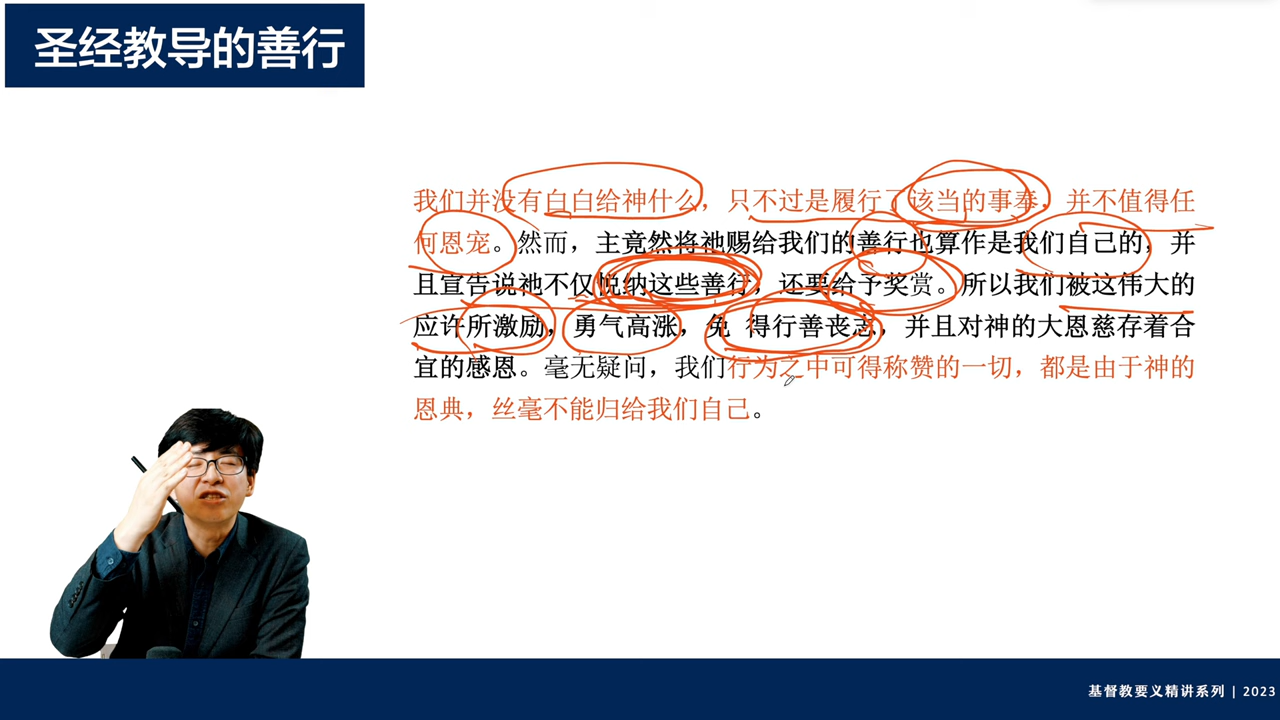 圣经教导的善行
我们并没有白白给神什么，只不过是履行了该当的事奉，并不值得任
何恩宠。然而，主竟然将祂赐给我们的善行也算作是我们自己的，并
且宣告说祂不仅悦纳这些善行，还要给予奖赏。所以我们被这伟大的
应许所激励，勇气高涨，免 得行善丧志，并且对神的大恩慈存着合
宜的感恩。毫无疑问，我们行为之中可得称赞的一切，都是由于神的
恩典，丝毫不能归给我们自己。
基督教要义精讲系列 | 2023